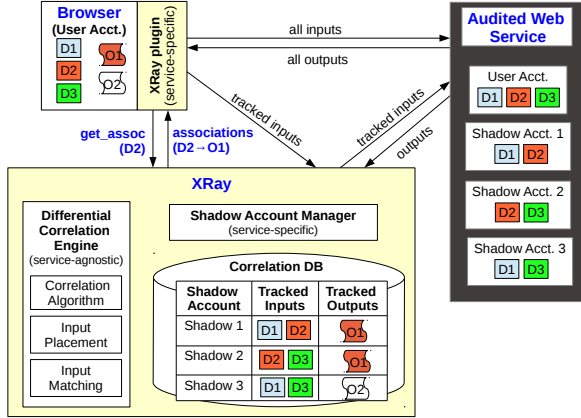 Browser
(User Acct.)
D1
D2
D3
O1
O2
XRay plugin
(service-specific)
all inputs
all outputs
Audited Web
Service
User Acct.
D1 D2 D3
Shadow Acct. 1
D1 D2
Shadow Acct. 2
D2 D3
Shadow Acct. 3
D1 D3
tracked inputs
tracked inputs
outputs
get_assoc
(D2)
associations
(D2→O1)
XRay
Differential
Correlation
Engine
(service-agnostic)
Correlation
Algorithm
Input
Placement
Input
Matching
Shadow Account Manager
(service-specific)
Correlation DB
Shadow Account Tracked Inputs Tracked Outputs
Shadow 1 D1 D2 O1
Shadow 2 D2 D3 O1
Shadow 3 D1 D3 O2